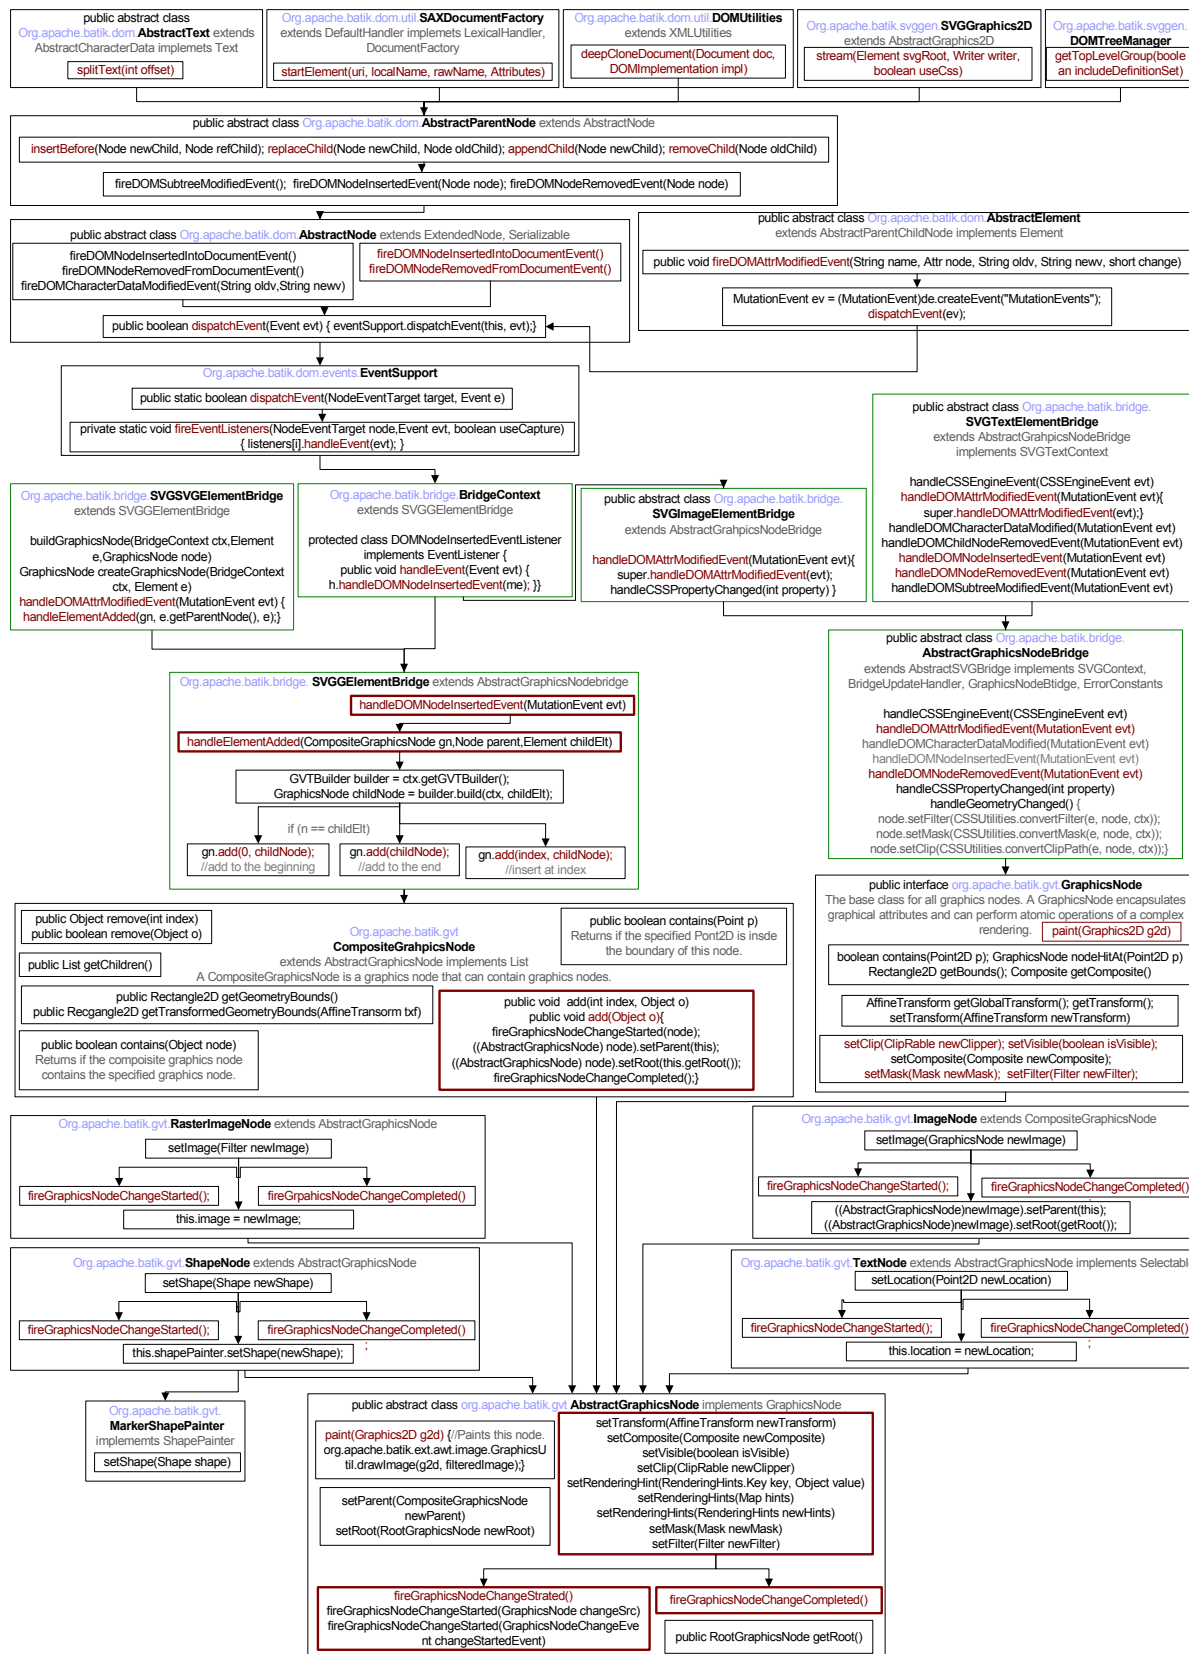 public abstract class
Org.apache.batik.dom.AbstractText extends
AbstractCharacterData implemets Text
splitText(int offset)
Org.apache.batik.dom.util.SAXDocumentFactory
extends DefaultHandler implemets LexicalHandler,
DocumentFactory
startElement(uri, localName, rawName, Attributes)
Org.apache.batik.dom.util.DOMUtilities
extends XMLUtilities
deepCloneDocument(Document doc,
DOMImplementation impl)
Org.apache.batik.svggen.SVGGraphics2D
extends AbstractGraphics2D
stream(Element svgRoot, Writer writer,
boolean useCss)
Org.apache.batik.svggen.
DOMTreeManager
getTopLevelGroup(boole
an includeDefinitionSet)
public abstract class Org.apache.batik.dom.AbstractParentNode extends AbstractNode
insertBefore(Node newChild, Node refChild); replaceChild(Node newChild, Node oldChild); appendChild(Node newChild); removeChild(Node oldChild)
fireDOMSubtreeModifiedEvent(); fireDOMNodeInsertedEvent(Node node); fireDOMNodeRemovedEvent(Node node)
public abstract class Org.apache.batik.dom.AbstractNode extends ExtendedNode, Serializable
fireDOMNodeInsertedIntoDocumentEvent()
fireDOMNodeRemovedFromDocumentEvent()
fireDOMCharacterDataModifiedEvent(String oldv,String newv)
fireDOMNodeInsertedIntoDocumentEvent()
fireDOMNodeRemovedFromDocumentEvent()
public boolean dispatchEvent(Event evt) { eventSupport.dispatchEvent(this, evt);}
public abstract class Org.apache.batik.dom.AbstractElement
extends AbstractParentChildNode implements Element
public void fireDOMAttrModifiedEvent(String name, Attr node, String oldv, String newv, short change)
MutationEvent ev = (MutationEvent)de.createEvent("MutationEvents");
dispatchEvent(ev);
Org.apache.batik.dom.events.EventSupport
public static boolean dispatchEvent(NodeEventTarget target, Event e)
private static void fireEventListeners(NodeEventTarget node,Event evt, boolean useCapture)
{ listeners[i].handleEvent(evt); }
public abstract class Org.apache.batik.bridge.
SVGTextElementBridge
extends AbstractGrahpicsNodeBridge
implements SVGTextContext
handleCSSEngineEvent(CSSEngineEvent evt)
handleDOMAttrModifiedEvent(MutationEvent evt){
super.handleDOMAttrModifiedEvent(evt);}
handleDOMCharacterDataModified(MutationEvent evt)
handleDOMChildNodeRemovedEvent(MutationEvent evt)
handleDOMNodeInsertedEvent(MutationEvent evt)
handleDOMNodeRemovedEvent(MutationEvent evt)
handleDOMSubtreeModifiedEvent(MutationEvent evt)
Org.apache.batik.bridge.SVGSVGElementBridge
extends SVGGElementBridge
buildGraphicsNode(BridgeContext ctx,Element
e,GraphicsNode node)
GraphicsNode createGraphicsNode(BridgeContext
ctx, Element e)
handleDOMAttrModifiedEvent(MutationEvent evt) {
handleElementAdded(gn, e.getParentNode(), e);}
Org.apache.batik.bridge.BridgeContext
extends SVGGElementBridge
protected class DOMNodeInsertedEventListener
implements EventListener {
public void handleEvent(Event evt) {
h.handleDOMNodeInsertedEvent(me); }}
public abstract class Org.apache.batik.bridge.
SVGImageElementBridge
extends AbstractGrahpicsNodeBridge
handleDOMAttrModifiedEvent(MutationEvent evt){
super.handleDOMAttrModifiedEvent(evt);
handleCSSPropertyChanged(int property) }
public abstract class Org.apache.batik.bridge.
AbstractGraphicsNodeBridge
extends AbstractSVGBridge implements SVGContext,
BridgeUpdateHandler, GraphicsNodeBtidge, ErrorConstants
handleCSSEngineEvent(CSSEngineEvent evt)
handleDOMAttrModifiedEvent(MutationEvent evt)
handleDOMCharacterDataModified(MutationEvent evt)
handleDOMNodeInsertedEvent(MutationEvent evt)
handleDOMNodeRemovedEvent(MutationEvent evt)
handleCSSPropertyChanged(int property)
handleGeometryChanged() {
node.setFilter(CSSUtilities.convertFilter(e, node, ctx));
node.setMask(CSSUtilities.convertMask(e, node, ctx));
node.setClip(CSSUtilities.convertClipPath(e, node, ctx));}
Org.apache.batik.bridge. SVGGElementBridge extends AbstractGraphicsNodebridge
handleDOMNodeInsertedEvent(MutationEvent evt)
handleElementAdded(CompositeGraphicsNode gn,Node parent,Element childElt)
GVTBuilder builder = ctx.getGVTBuilder();
GraphicsNode childNode = builder.build(ctx, childElt);
if (n == childElt)
gn.add(0, childNode);
//add to the beginning
gn.add(childNode);
//add to the end
gn.add(index, childNode);
//insert at index
public interface org.apache.batik.gvt.GraphicsNode
The base class for all graphics nodes. A GraphicsNode encapsulates
graphical attributes and can perform atomic operations of a complex
rendering. paint(Graphics2D g2d)
boolean contains(Point2D p); GraphicsNode nodeHitAt(Point2D p)
Rectangle2D getBounds(); Composite getComposite()
AffineTransform getGlobalTransform(); getTransform();
setTransform(AffineTransform newTransform)
setClip(ClipRable newClipper); setVisible(boolean isVisible);
setComposite(Composite newComposite);
setMask(Mask newMask); setFilter(Filter newFilter);
public Object remove(int index)
public boolean remove(Object o)
public List getChildren()
Org.apache.batik.gvt
CompositeGrahpicsNode
extends AbstractGraphicsNode implements List
A CompositeGraphicsNode is a graphic node that can contain graphics nodes.
public boolean contains(Point p)
Returns if the specified Pont2D is insde
the boundary of this node.
public Rectangle2D getGeometryBounds()
public Recgangle2D getTransformedGeometryBounds(AffineTransorm txf)
public boolean contains(Object node)
Returns if the compoisite graphics node
contains the specified graphics node.
public void add(int index, Object o)
public void add(Object o){
fireGraphicsNodeChangeStarted(node);
((AbstractGraphicsNode) node).setParent(this);
((AbstractGraphicsNode) node).setRoot(this.getRoot());
fireGraphicsNodeChangeCompleted();}
Org.apache.batik.gvt.RasterImageNode extends AbstractGraphicsNode
setImage(Filter newImage)
fireGraphicsNodeChangeStarted();
fireGrpahicsNodeChangeCompleted()
this.image = newImage;
Org.apache.batik.gvt.ImageNode extends CompositeGraphicsNode
setImage(GraphicsNode newImage)
fireGraphicsNodeChangeStarted();
fireGraphicsNodeChangeCompleted()
;
((AbstractGraphicsNode)newImage).setParent(this);
((AbstractGraphicsNode)newImage).setRoot(getRoot());
Org.apache.batik.gvt.ShapeNode extends AbstractGraphicsNode
setShape(Shape newShape)
fireGraphicsNodeChangeStarted();
fireGraphicsNodeChangeCompleted()
;
this.shapePainter.setShape(newShape);
Org.apache.batik.gvt.TextNode extends AbstractGraphicsNode implements Selectable
setLocation(Point2D newLocation)
fireGraphicsNodeChangeStarted();
fireGraphicsNodeChangeCompleted()
;
this.location = newLocation;
Org.apache.batik.gvt.
MarkerShapePainter
implememts ShapePainter
setShape(Shape shape)
public abstract class org.apache.batik.gvt.AbstractGraphicsNode implements GraphicsNode
paint(Graphics2D g2d) {//Paints this node.
org.apache.batik.ext.awt.image.GraphicsU
til.drawImage(g2d, filteredImage);}
setParent(CompositeGraphicsNode
newParent)
setRoot(RootGraphicsNode newRoot)
setTransform(AffineTransform newTransform)
setComposite(Composite newComposite)
setVisible(boolean isVisible)
setClip(ClipRable newClipper)
setRenderingHint(RenderingHints.Key key, Object value)
setRenderingHints(Map hints)
setRenderingHints(RenderingHints newHints)
setMask(Mask newMask)
setFilter(Filter newFilter)
fireGraphicsNodeChangeStrated()
fireGraphicsNodeChangeStarted(GraphicsNode changeSrc)
fireGraphicsNodeChangeStarted(GraphicsNodeChangeEve
nt changeStartedEvent)
fireGraphicsNodeChangeCompleted()
public RootGraphicsNode getRoot()